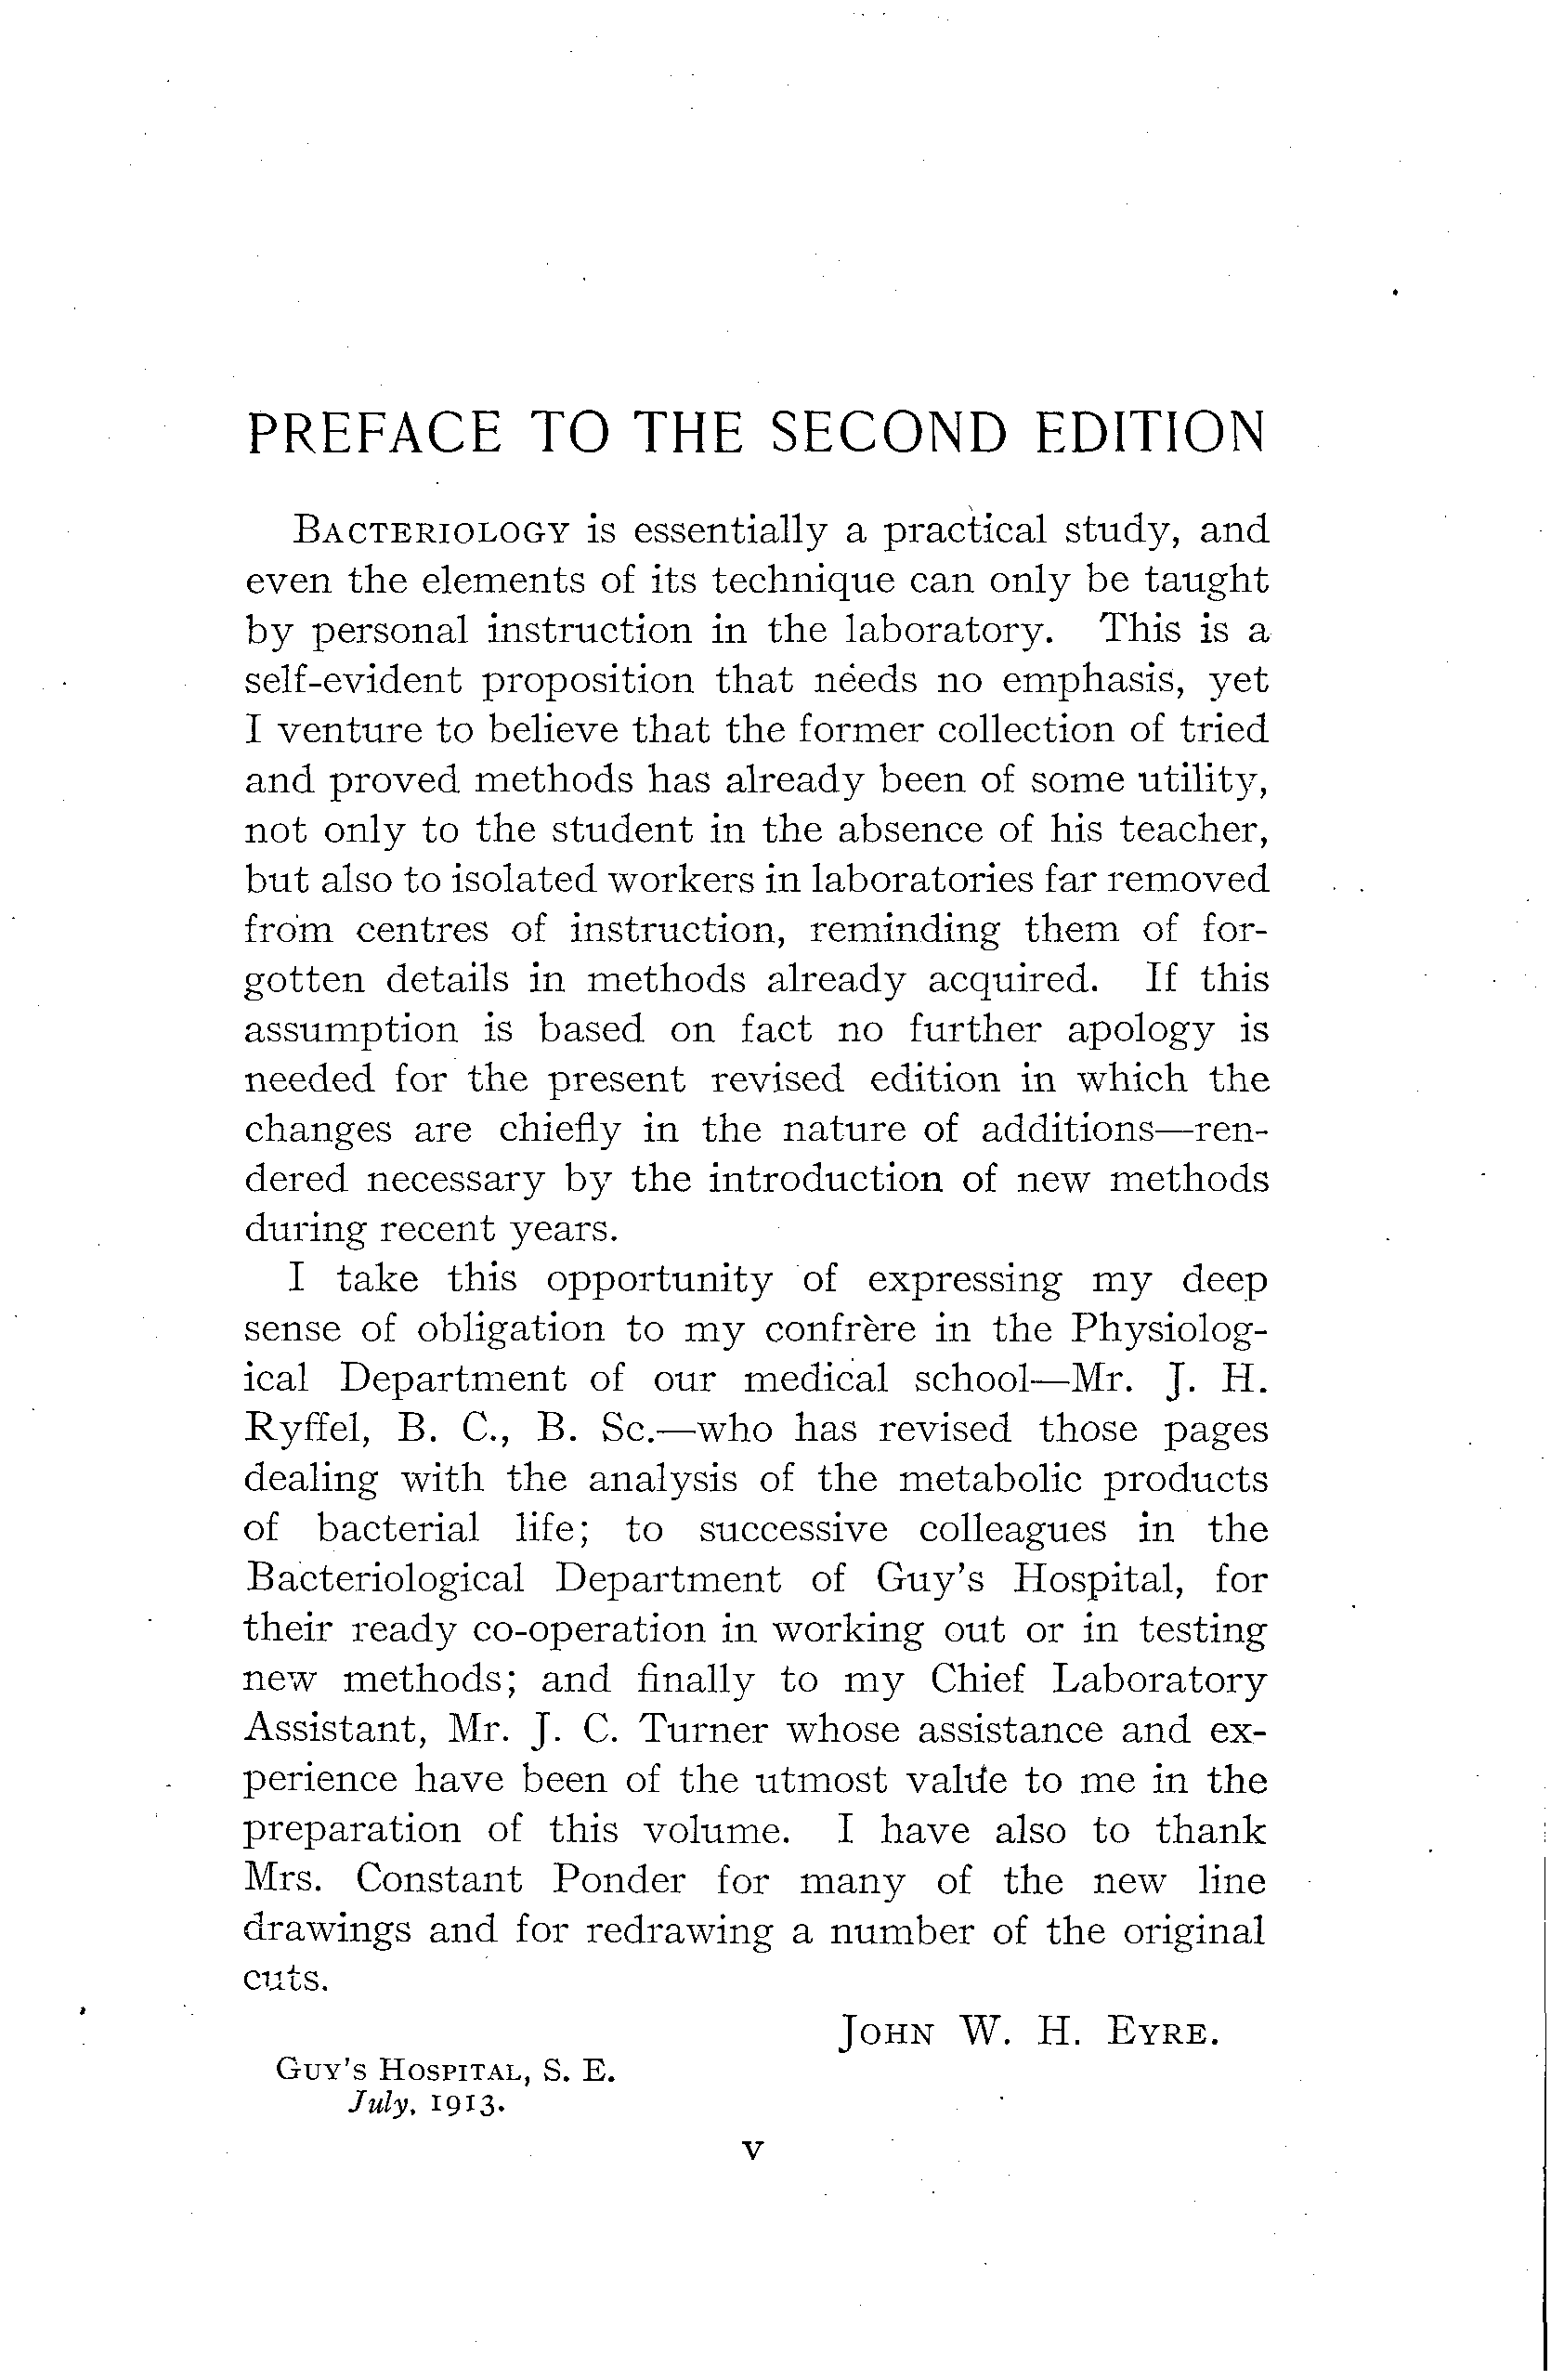 PREFACE TO THE SECOND EDITION
BACTERIOLOGY is essentially a practical study, and
even the elements of its technique can only be taught
by personal instruction in the laboratory. This is a
self-evident proposition that needs no emphasis, yet
I venture to believe that the former collection of tried
and proved methods has already been of some utility,
not only to the student in the absence of his teacher,
but also to isolated workers in laboratories far removed
from centres of instruction, reminding them of for-
gotten details in methods already acquired. If this
assumption is based on fact no further apology is
needed for the present revised edition in which the
changes are chiefly in the nature of additions—ren-
dered necessary by the introduction of new methods
during recent years.
I take this opportunity of expressing my deep
sense of obligation to my confrère in the Physiolog-
ical Department of our medical school—Mr. J. H.
Ryffel, B. C., B. Sc.—who has revised those pages
dealing with the analysis of the metabolic products
of bacterial life; to successive colleagues in the
Bacteriological Department of Guy's Hospital, for
their ready co-operation in working out or in testing
new methods; and finally to my Chief Laboratory
Assistant, Mr. J. C. Turner whose assistance and ex-
perience have been of the utmost value to me in the
preparation of this volume. I have also to thank
Mrs. Constant Ponder for many of the new line
drawings and for redrawing a number of the original
cuts.
JOHN W. H. EYRE.
GUY'S HOSPITAL, S. E.
July, 1913.
v